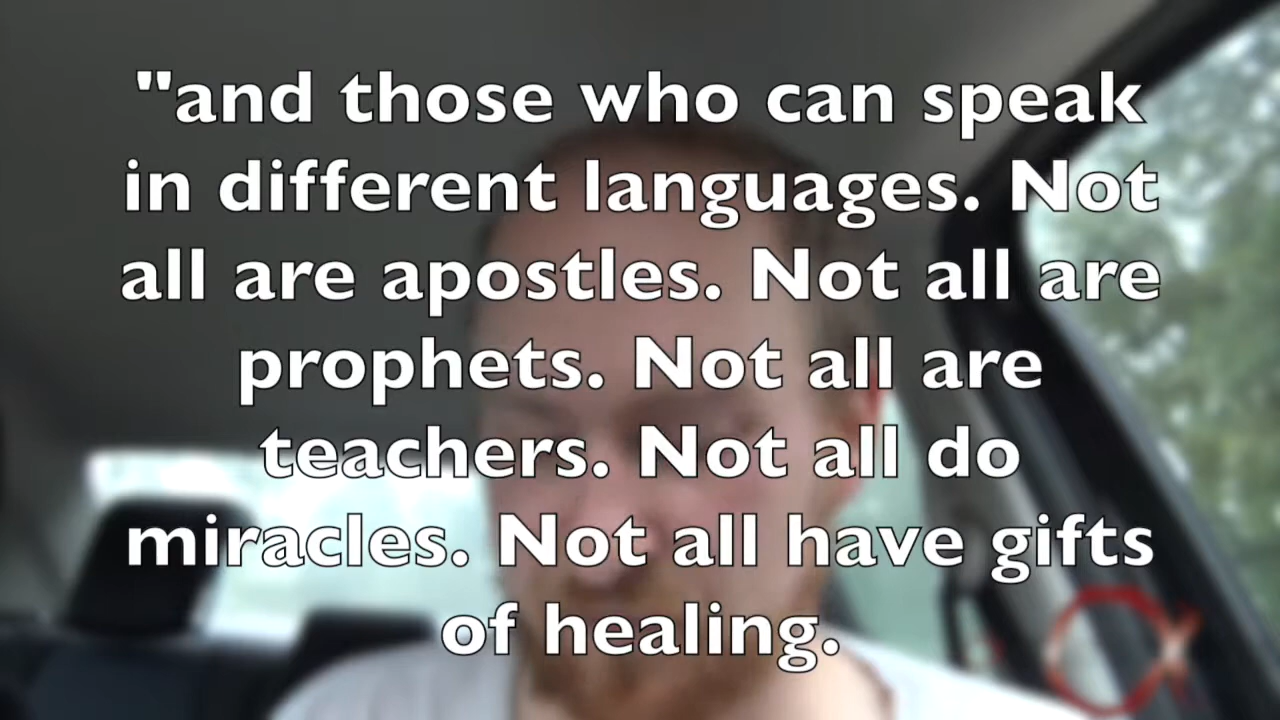 "and those who can speak
in different languages. Not
all are apostles. Not all are
prophets. Not all are
teachers. Not all do
miracles. Not all have gifts
of healing.